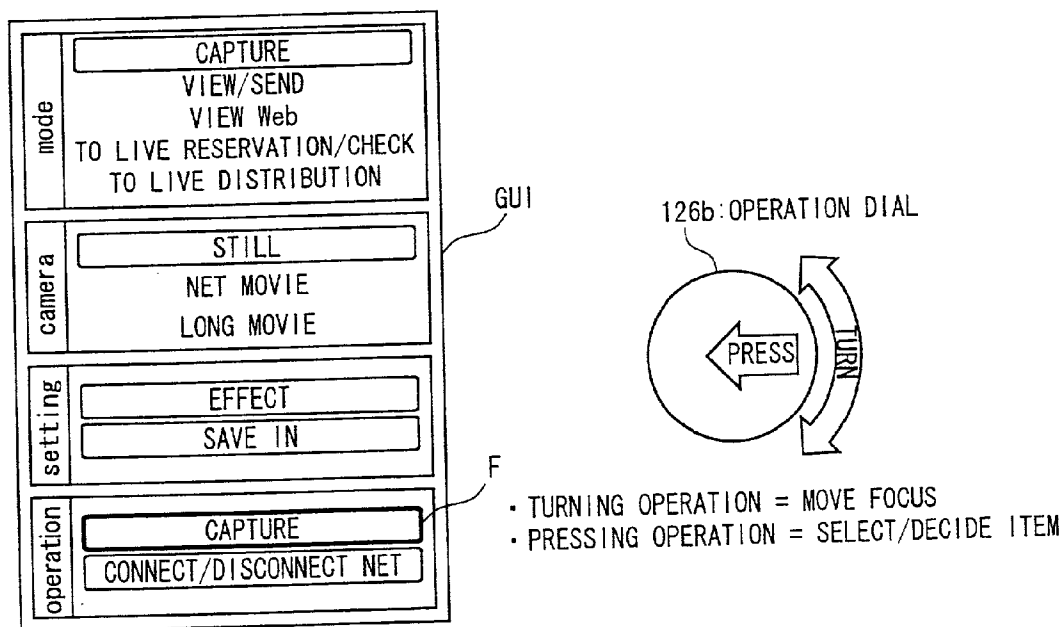 mode
CAPTURE
VIEW/SEND
VIEW Web
TO LIVE RESERVATION/CHECK
TO LIVE DISTRIBUTION
camera
STILL
NET MOVIE
LONG MOVIE
setting
EFFECT
SAVE IN
operation
CAPTURE
CONNECT/DISCONNECT NET
GUI
F
126b:OPERATION DIAL
PRESS
TURN
· TURNING OPERATION = MOVE FOCUS
· PRESSING OPERATION = SELECT/DECIDE ITEM